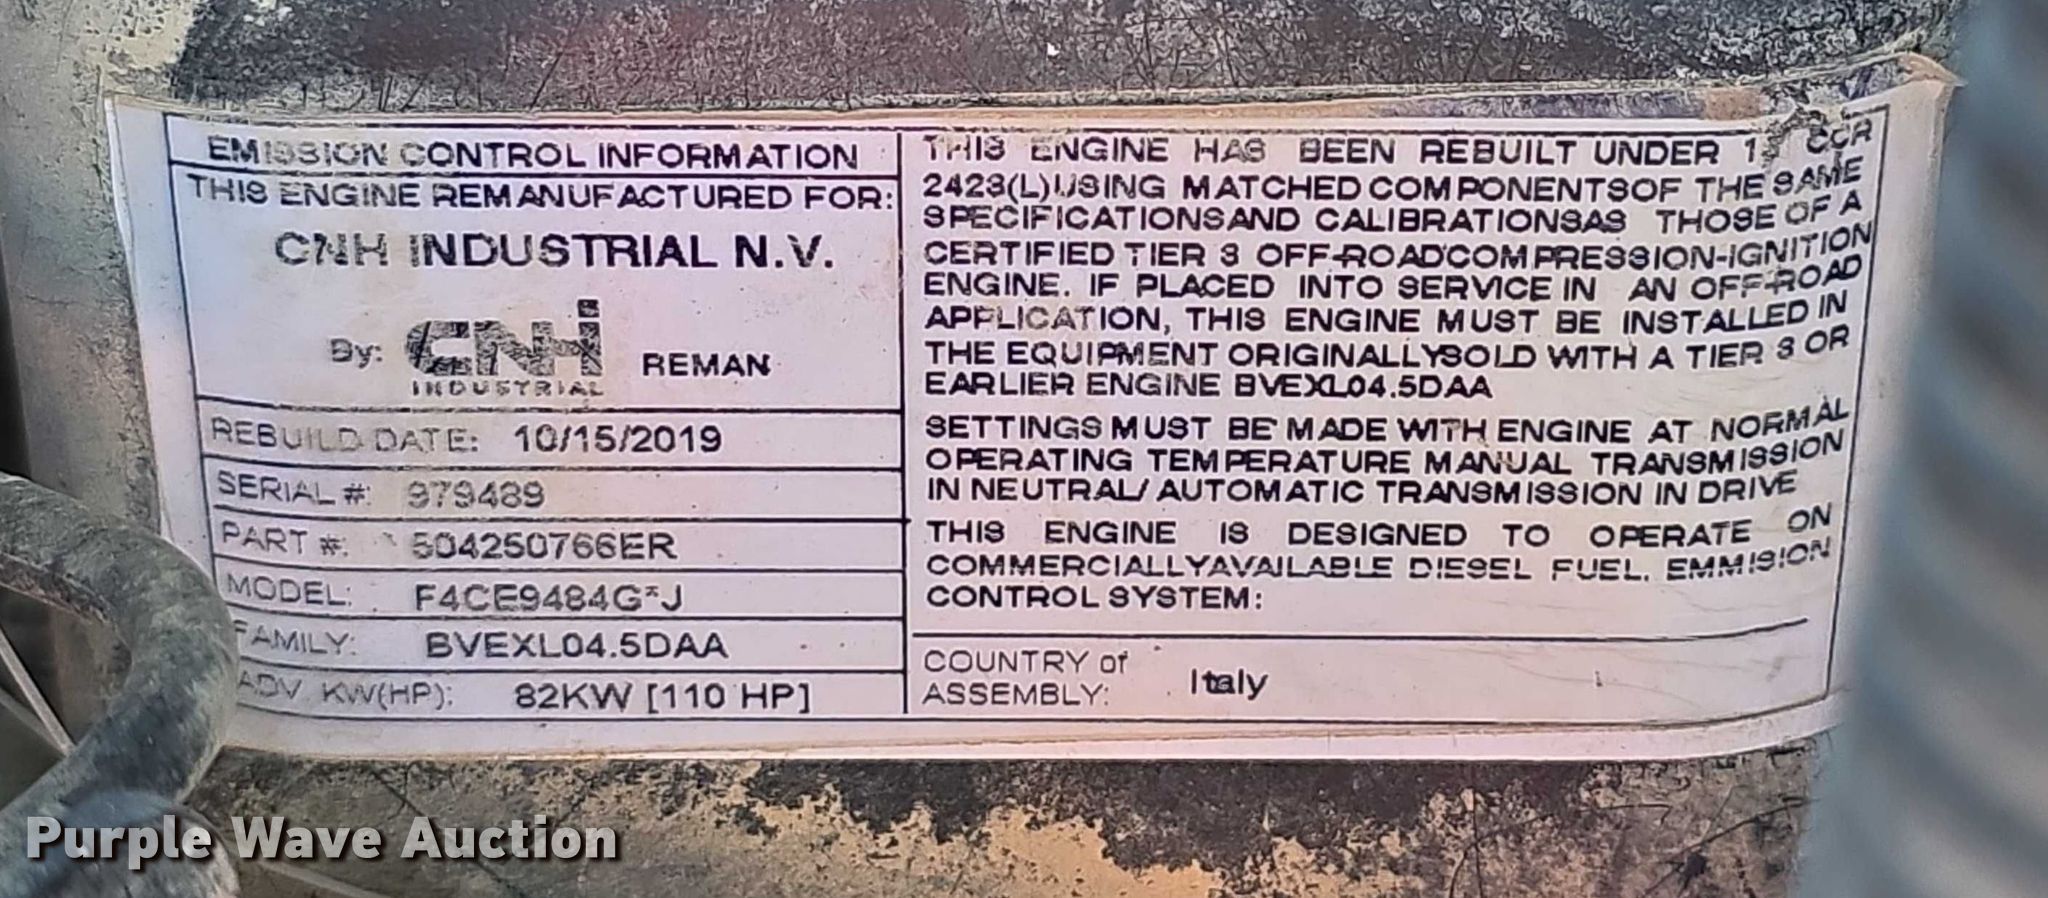 EMISSION CONTROL INFORMATION
THIS ENGINE REMANUFACTURED FOR:
CNH INDUSTRIAL N.V.
By: CNH INDUSTRIAL REMAN
REBUILD DATE: 10/15/2019
SERIAL #: 979489
PART #: 504250766ER
MODEL: F4CE9484G*J
FAMILY: BVEXL04.5DAA
ADV. KW(HP): 82KW [110 HP]
THIS ENGINE HAS BEEN REBUILT UNDER CCR
2423(L)USING MATCHED COMPONENTSOF THE SAME
SPECIFICATIONSAND CALIBRATIONSAS THOSE OF A
CERTIFIED TIER 3 OFF-ROADCOMPRESSION-IGNITION
ENGINE. IF PLACED INTO SERVICE IN AN OFF-ROAD
APPLICATION, THIS ENGINE MUST BE INSTALLED IN
THE EQUIPMENT ORIGINALLYSOLD WITH A TIER 3 OR
EARLIER ENGINE BVEXL04.5DAA
SETTINGS MUST BE MADE WITH ENGINE AT NORMAL
OPERATING TEMPERATURE MANUAL TRANSMISSION
IN NEUTRAL/ AUTOMATIC TRANSMISSION IN DRIVE
THIS ENGINE IS DESIGNED TO OPERATE ON
COMMERCIALLYAVAILABLE DIESEL FUEL. EMMISION
CONTROL SYSTEM:
COUNTRY of
ASSEMBLY: Italy
Purple Wave Auction